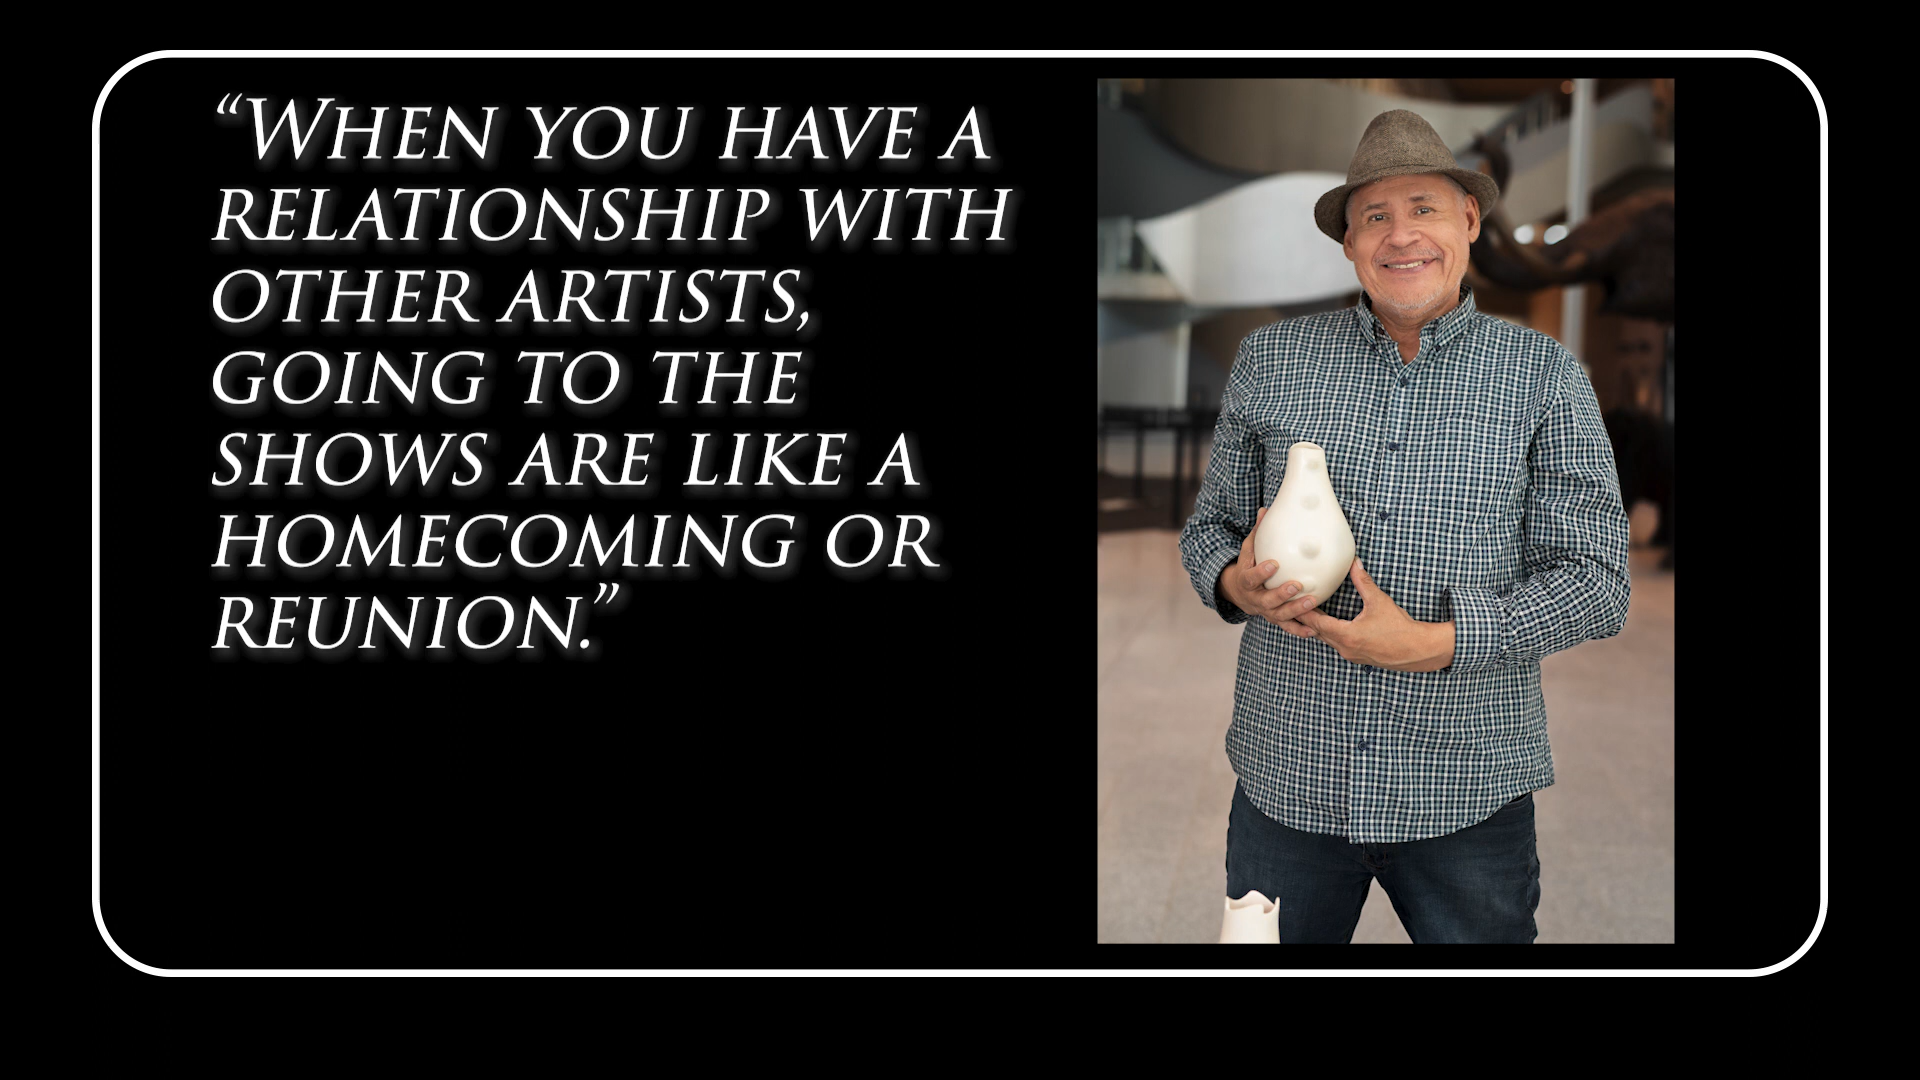 “When you have a
relationship with
other artists,
going to the
shows are like a
homecoming or
reunion.”